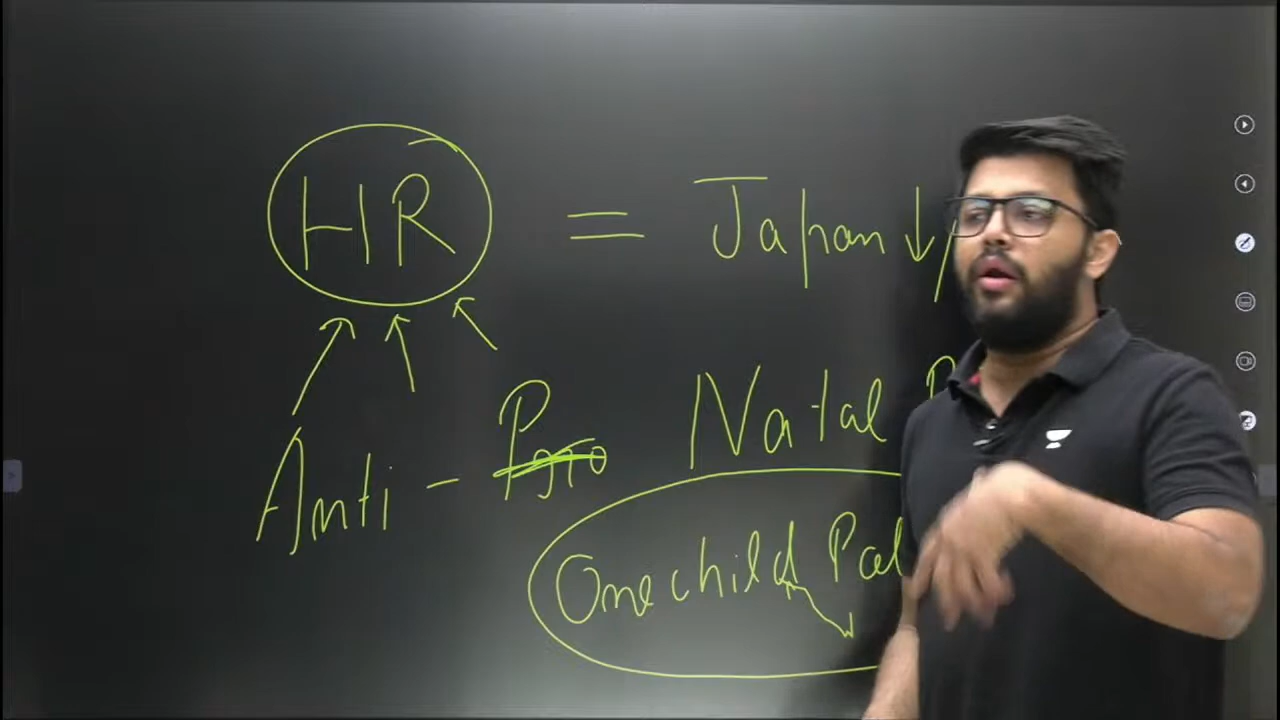 HR = Japan ↓
Anti - Pro Natal
One child Pol